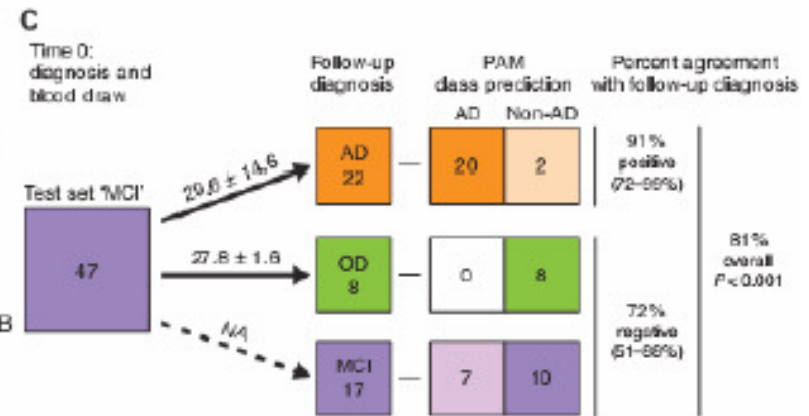 C
Time 0:
diagnosis and
blood draw
Follow-up
diagnosis
PAM
class prediction
Percent agreement
with follow-up diagnosis
AD
Non-AD
Test set 'MCI'
47
B
29.6 ± 14.6
27.8 ± 1.6
NA
AD
22
20
2
91%
positive
(72–99%)
OD
8
0
8
MCI
17
7
10
72%
negative
(51–88%)
81%
overall
P < 0.001